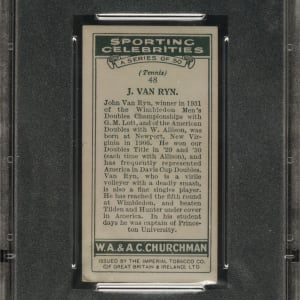 SPORTING
CELEBRITIES
A SERIES OF 50
(Tennis)
48
J. VAN RYN.
John Van Ryn, winner in 1931
of the Wimbledon Men's
Doubles Championships with
G. M. Lott, and of the American
Doubles with W. Allison, was
born at Newport, New Vir-
ginia in 1906. He won our
Doubles Title in '29 and '30
(each time with Allison), and
has frequently represented
America in Davis Cup Doubles.
Van Ryn, who is a virile
volleyer with a deadly smash,
is also a fine singles player.
He has reached the fifth round
at Wimbledon, and beaten
Tilden and Hunter under cover
in America. In his student
days he was captain of Prince-
ton University.
W.A. & A.C. CHURCHMAN
ISSUED BY THE IMPERIAL TOBACCO CO.
(OF GREAT BRITAIN & IRELAND) LTD